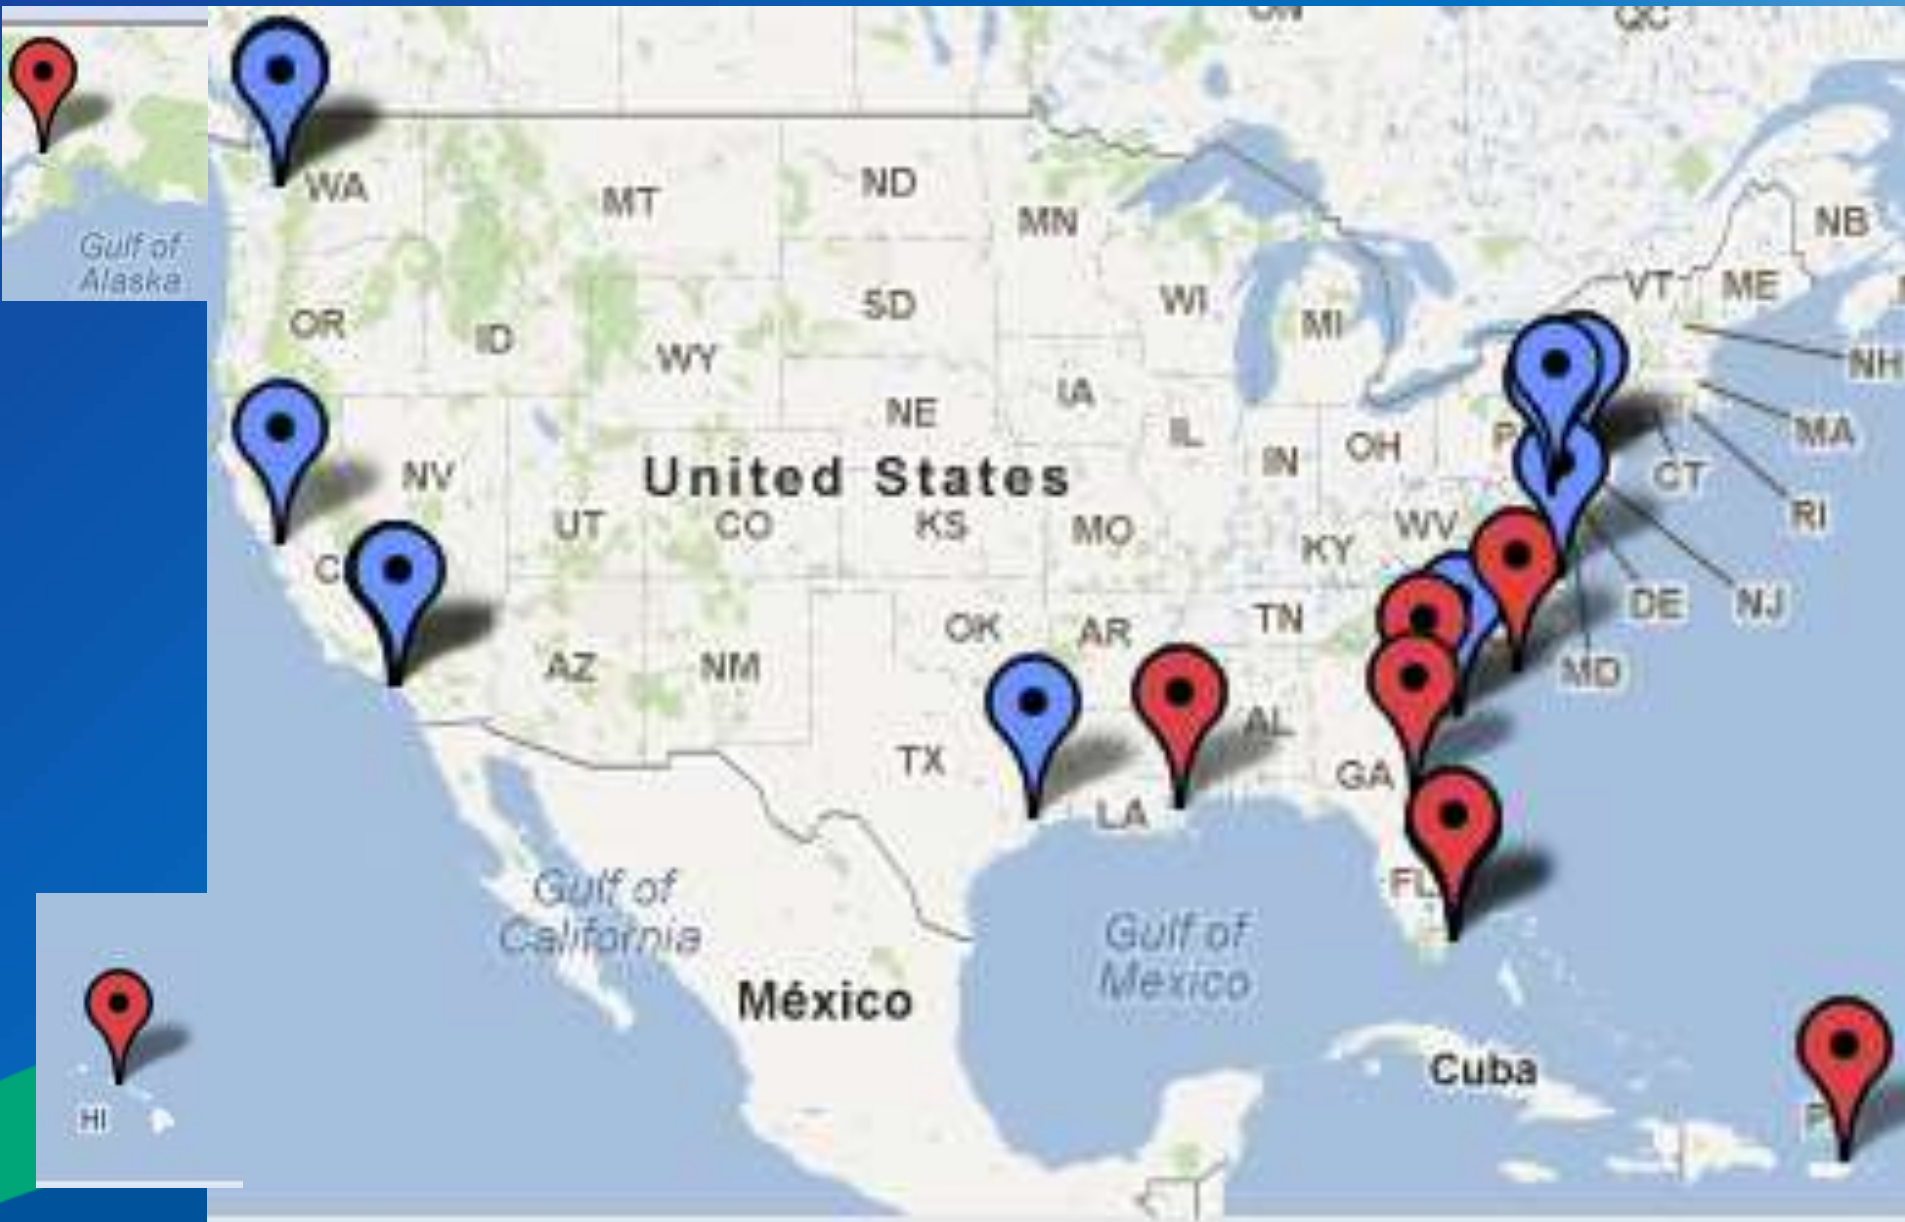 ON
QC
WA
MT
ND
MN
NB
Gulf of
Alaska
OR
ID
SD
WI
MI
VT
ME
WY
NH
IA
NE
MA
IL
IN
OH
P
NV
United States
CT
UT
CO
KS
MO
WV
RI
KY
C
DE
NJ
OK
AR
TN
AZ
NM
MD
AL
TX
GA
LA
FL
Gulf of
California
Gulf of
Mexico
México
Cuba
HI
P